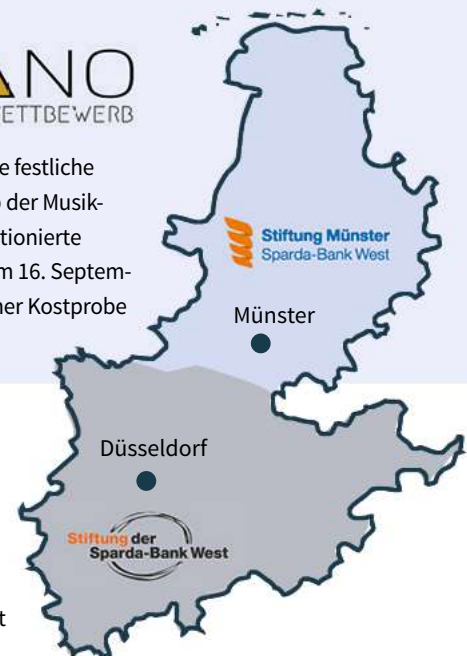 ANO
ETTBEWERB
e festliche
der Musik-
tionierte
m 16. Septem-
ner Kostprobe
Stiftung Münster
Sparda-Bank West
Münster
Düsseldorf
Stiftung der
Sparda-Bank West
t